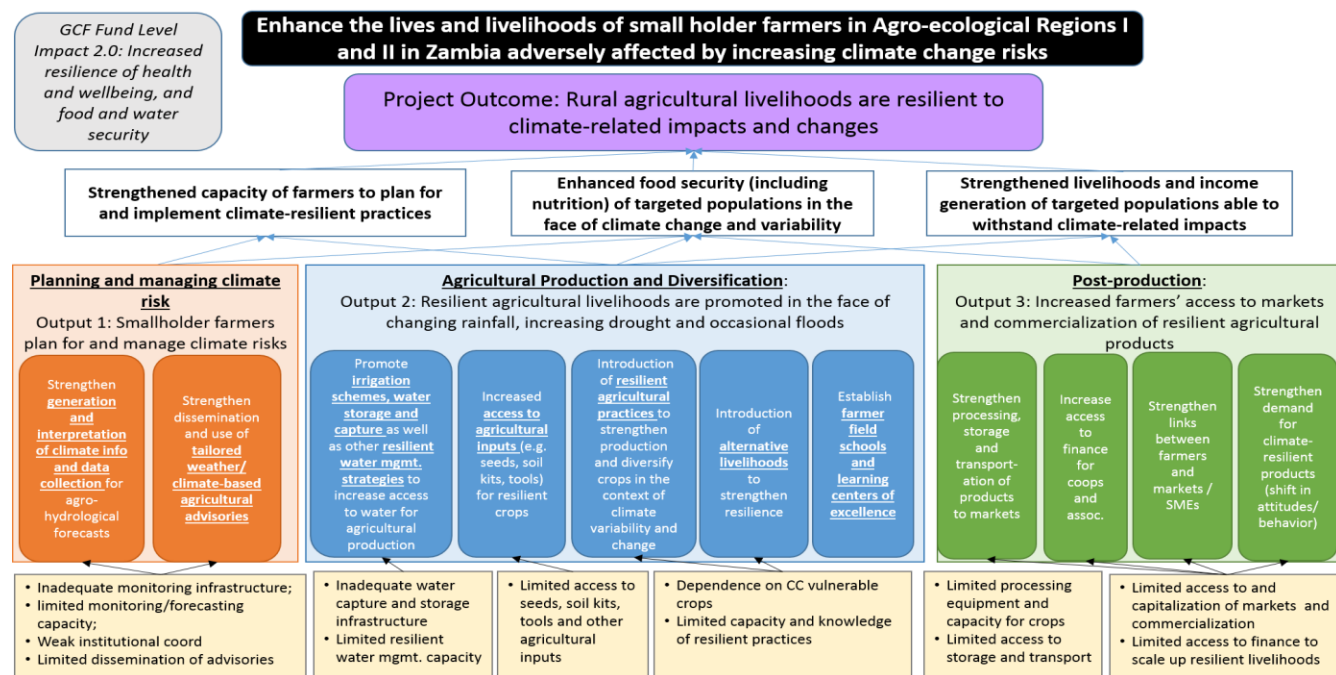 GCF Fund Level
Impact 2.0: Increased
resilience of health
and wellbeing, and
food and water
security
Enhance the lives and livelihoods of small holder farmers in Agro-ecological Regions I
and II in Zambia adversely affected by increasing climate change risks
Project Outcome: Rural agricultural livelihoods are resilient to
climate-related impacts and changes
Strengthened capacity of farmers to plan for
and implement climate-resilient practices
Enhanced food security (including
nutrition) of targeted populations in the
face of climate change and variability
Strengthened livelihoods and income
generation of targeted populations able to
withstand climate-related impacts
Planning and managing climate
risk
Output 1: Smallholder farmers
plan for and manage climate risks
Strengthen
generation
and
interpretation
of climate info
and data
collection for
agro-
hydrological
forecasts
Strengthen
dissemination
and use of
tailored
weather/
climate-based
agricultural
advisories
Agricultural Production and Diversification:
Output 2: Resilient agricultural livelihoods are promoted in the face of
changing rainfall, increasing drought and occasional floods
Promote
irrigation
schemes, water
storage and
capture as well
as other resilient
water mgmt.
strategies to
increase access
to water for
agricultural
production
Increased
access to
agricultural
inputs (e.g.
seeds, soil
kits, tools)
for resilient
crops
Introduction
of resilient
agricultural
practices to
strengthen
production
and diversify
crops in the
context of
climate
variability and
change
Introduction
of
alternative
livelihoods
to
strengthen
resilience
Establish
farmer
field
schools
and
learning
centers of
excellence
Post-production:
Output 3: Increased farmers’ access to markets
and commercialization of resilient agricultural
products
Strengthen
processing,
storage
and
transport-
ation of
products
to markets
Increase
access
to
finance
for
coops
and
assoc.
Strengthen
links
between
farmers
and
markets /
SMEs
Strengthen
demand
for
climate-
resilient
products
(shift in
attitudes/
behavior)
• Inadequate monitoring infrastructure;
• limited monitoring/forecasting
capacity;
• Weak institutional coord
• Limited dissemination of advisories
• Inadequate water
capture and storage
infrastructure
• Limited resilient
water mgmt. capacity
• Limited access to
seeds, soil kits,
tools and other
agricultural
inputs
• Dependence on CC vulnerable
crops
• Limited capacity and knowledge
of resilient practices
• Limited processing
equipment and
capacity for crops
• Limited access to
storage and transport
• Limited access to and
capitalization of markets and
commercialization
• Limited access to finance to
scale up resilient livelihoods